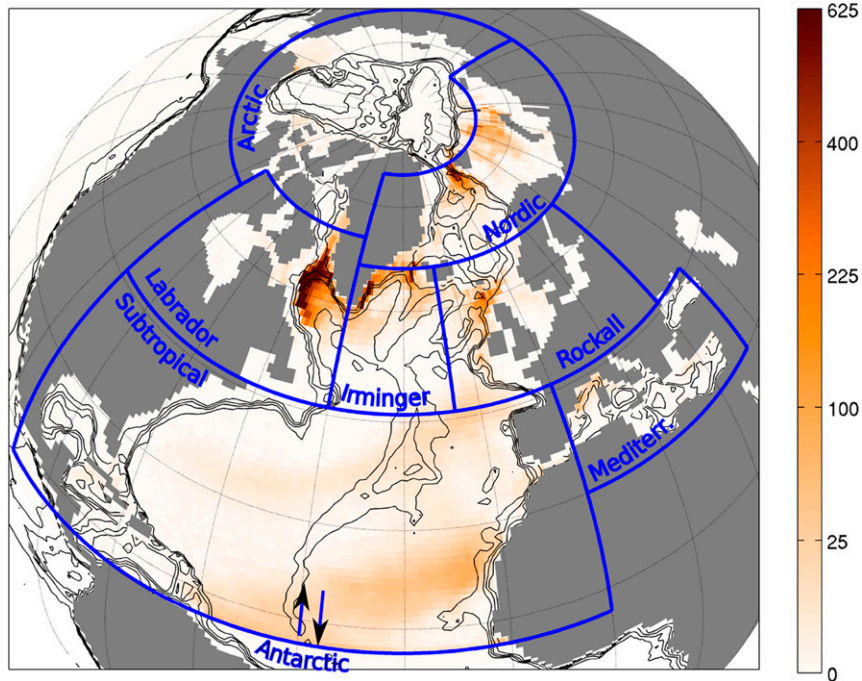 625
Arctic
400
Nordic
225
Labrador
Subtropical
Rockall
Irminger
100
Mediterr.
25
Antarctic
0